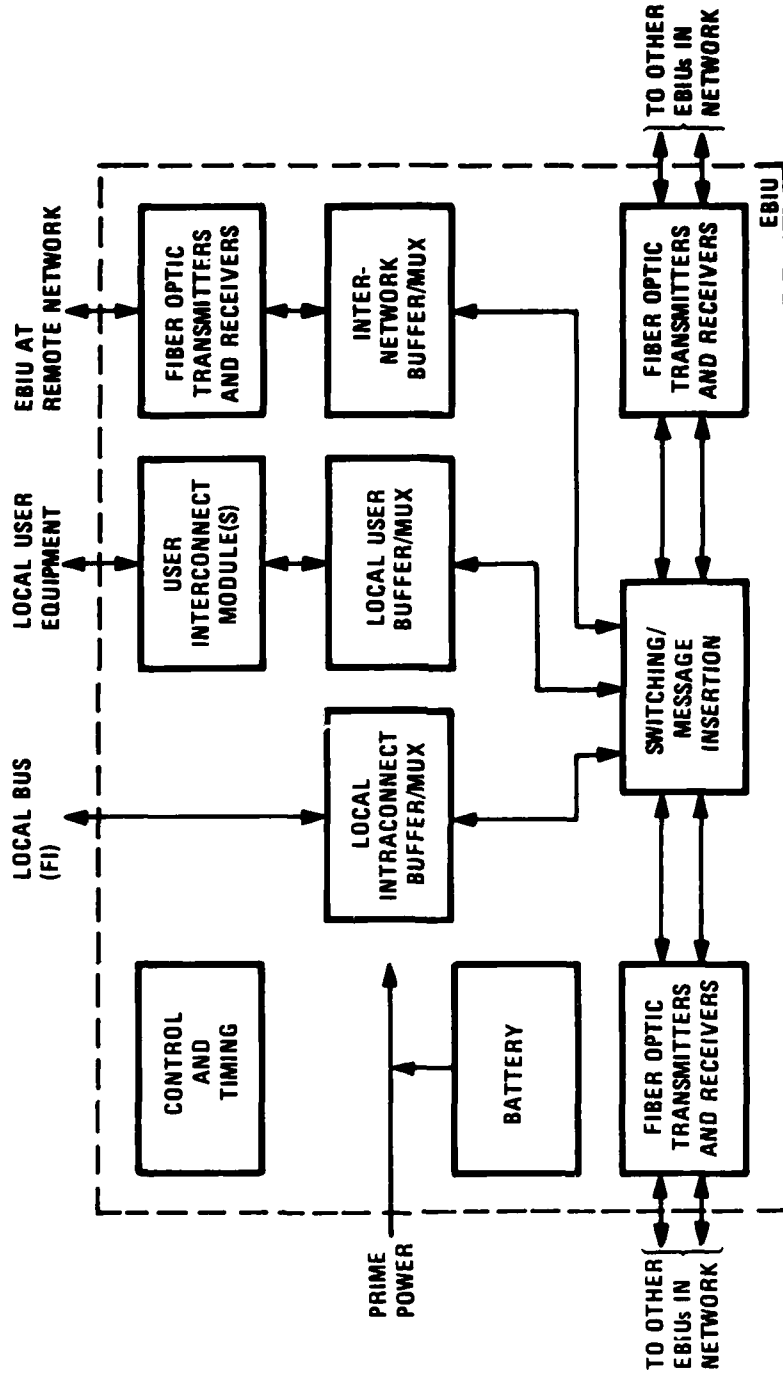 LOCAL BUS
(FI)
LOCAL USER
EQUIPMENT
EBIU AT
REMOTE NETWORK
CONTROL
AND
TIMING
USER
INTERCONNECT
MODULE(S)
FIBER OPTIC
TRANSMITTERS
AND RECEIVERS
PRIME
POWER
LOCAL
INTRACONNECT
BUFFER/MUX
LOCAL USER
BUFFER/MUX
INTER-
NETWORK
BUFFER/MUX
BATTERY
TO OTHER
EBIUs IN
NETWORK
FIBER OPTIC
TRANSMITTERS
AND RECEIVERS
SWITCHING/
MESSAGE
INSERTION
FIBER OPTIC
TRANSMITTERS
AND RECEIVERS
TO OTHER
EBIUs IN
NETWORK
EBIU